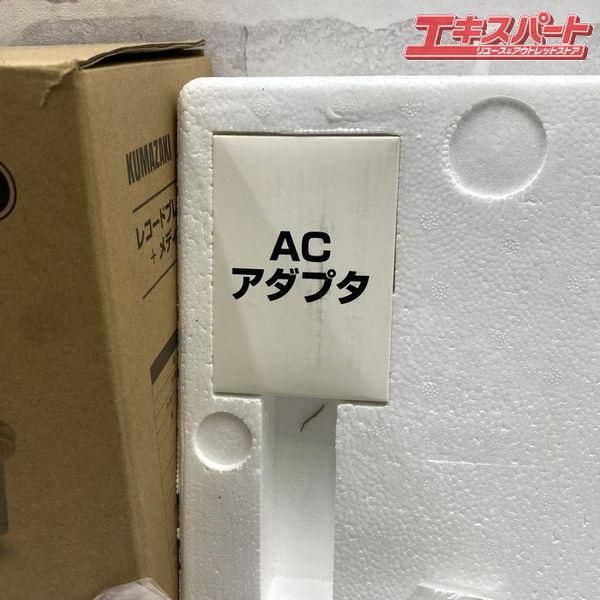 エキスパート
リユース&アウトレットストア
KUMAZAKI
レコードプレ
+メディ
AC
アダプタ